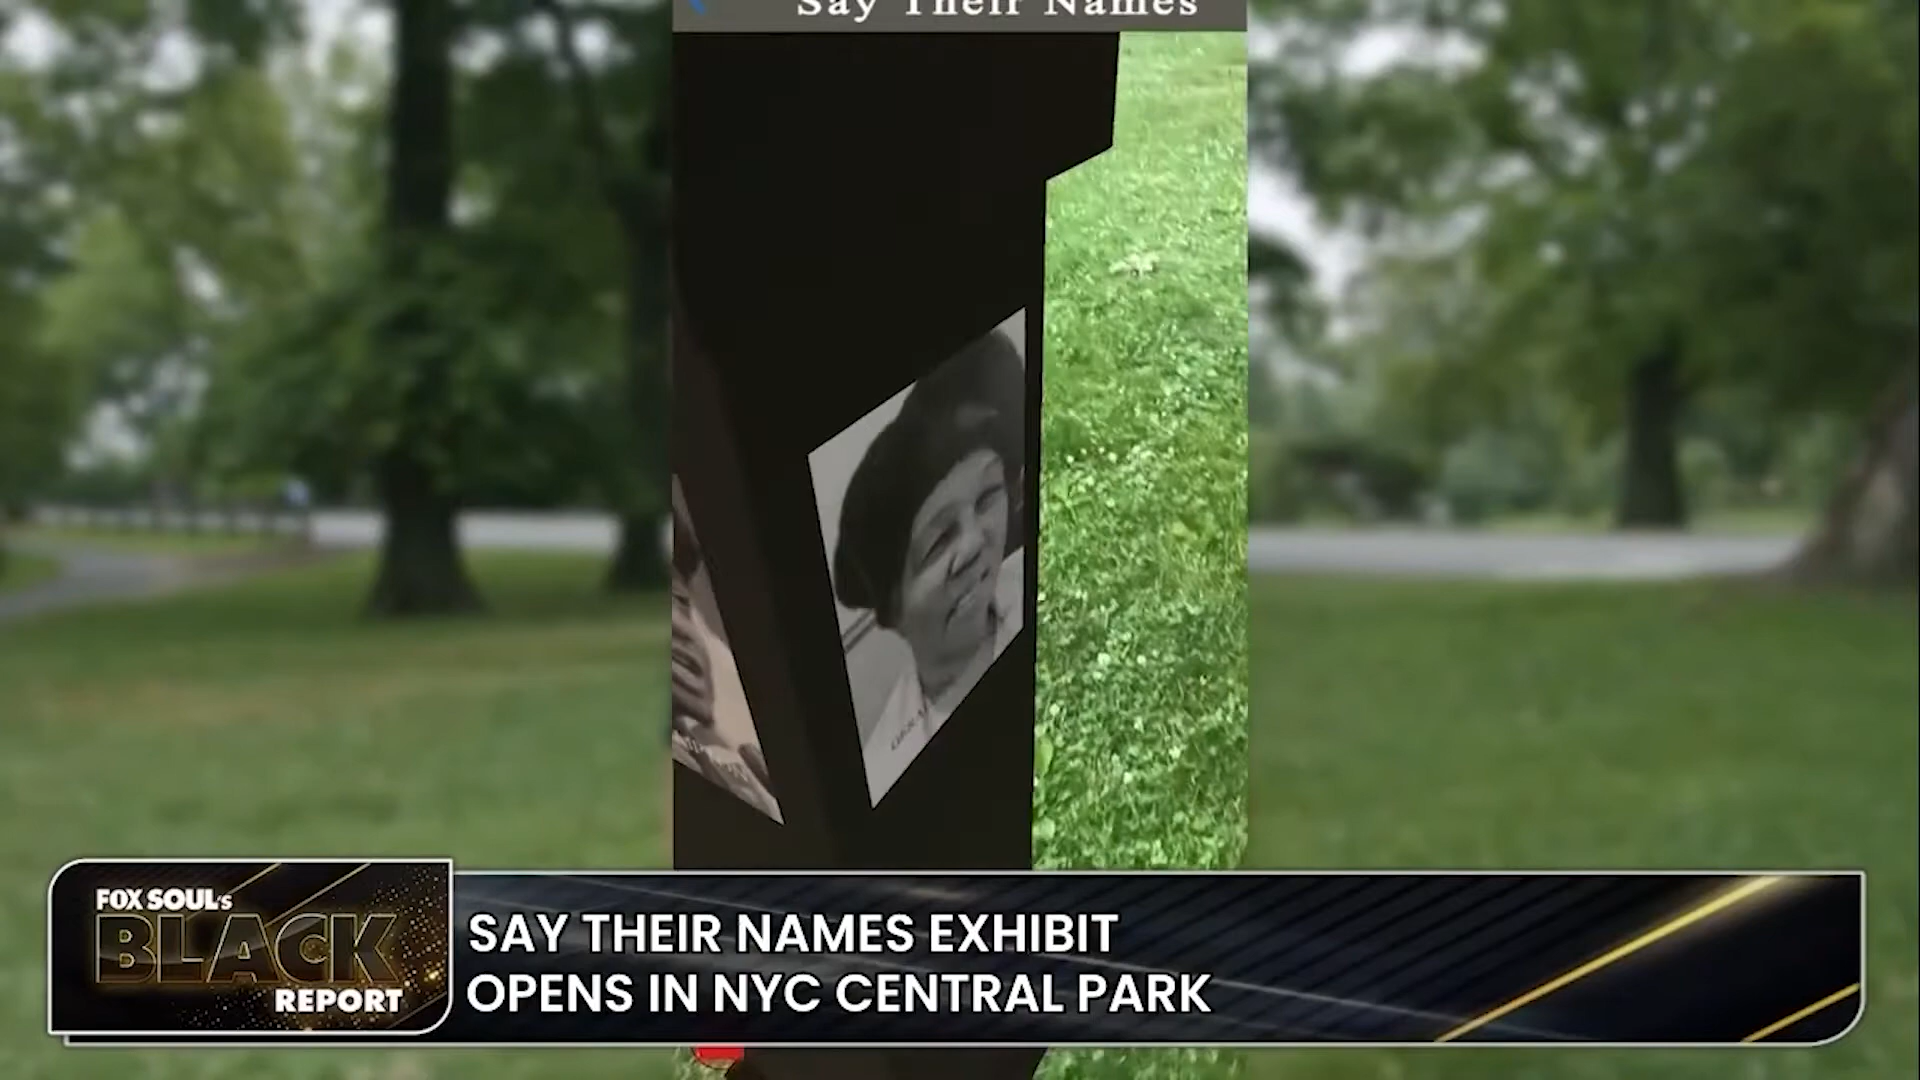 Say Their Names
FOX SOUL's
BLACK
REPORT
SAY THEIR NAMES EXHIBIT
OPENS IN NYC CENTRAL PARK